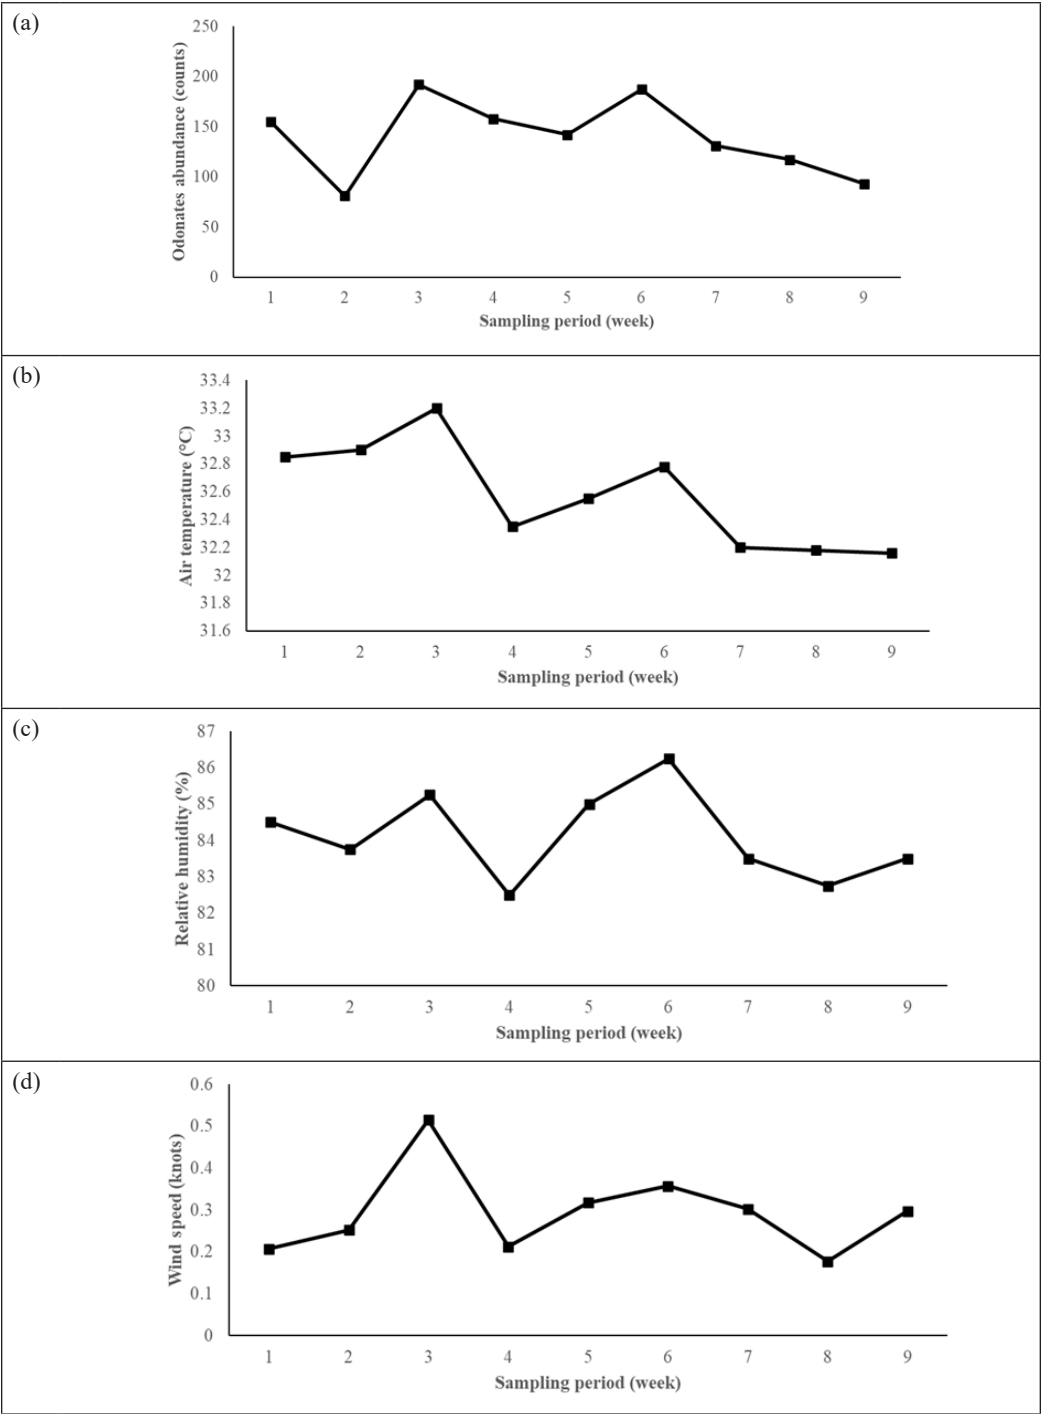 (a)
250
200
150
100
50
0
Odonates abundance (counts)
1 2 3 4 5 6 7 8 9
Sampling period (week)
(b)
33.4
33.2
33
32.8
32.6
32.4
32.2
32
31.8
31.6
Air temperature (°C)
1 2 3 4 5 6 7 8 9
Sampling period (week)
(c)
87
86
85
84
83
82
81
80
Relative humidity (%)
1 2 3 4 5 6 7 8 9
Sampling period (week)
(d)
0.6
0.5
0.4
0.3
0.2
0.1
0
Wind speed (knots)
1 2 3 4 5 6 7 8 9
Sampling period (week)